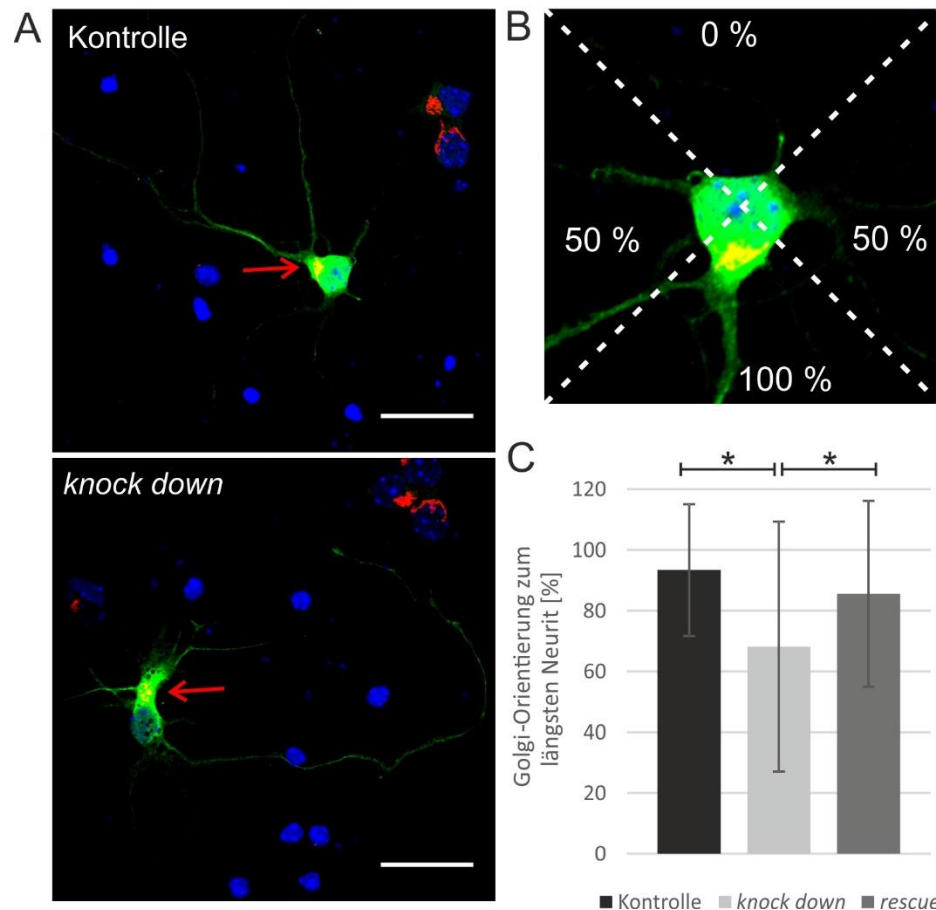 A
Kontrolle
knock down
B
0 %
50 %
50 %
100 %
C
* *
Golgi-Orientierung zum
längsten Neurit [%]
120
100
80
60
40
20
0
Kontrolle knock down rescue